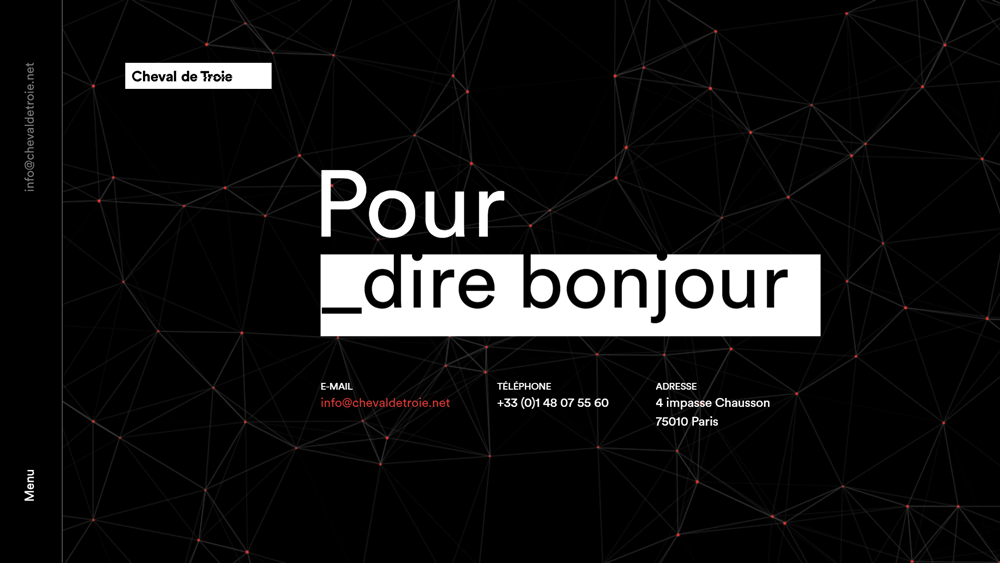 info@chevaldetroie.net
Cheval de Troie
Pour
_dire bonjour
E-MAIL
info@chevaldetroie.net
TÉLÉPHONE
+33 (0)1 48 07 55 60
ADRESSE
4 impasse Chausson
75010 Paris
Menu